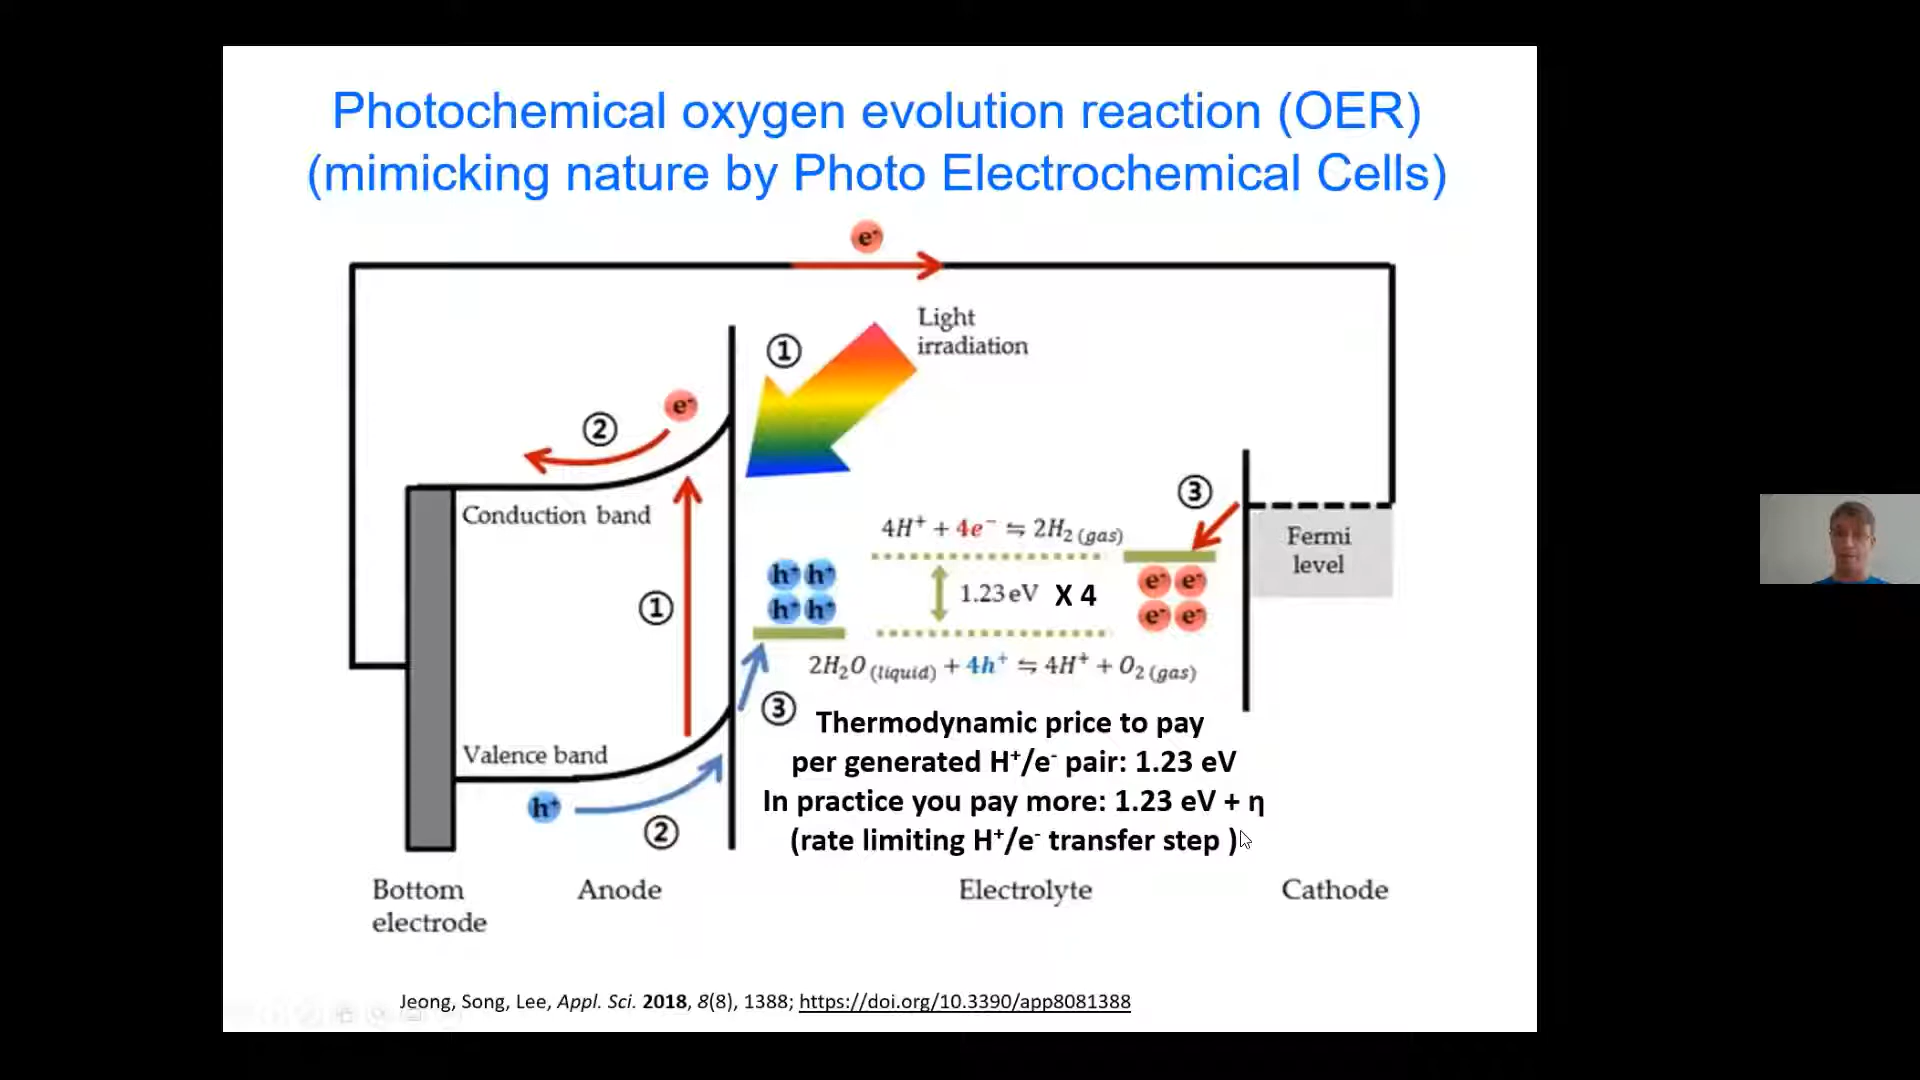 Photochemical oxygen evolution reaction (OER)
(mimicking nature by Photo Electrochemical Cells)
e⁻
Light
irradiation
①
e⁻
②
③
Conduction band
4H⁺ + 4e⁻ ⇋ 2H₂ (gas)
Fermi
level
h⁺ h⁺
h⁺ h⁺
1.23 eV X 4
e⁻ e⁻
e⁻ e⁻
①
2H₂O (liquid) + 4h⁺ ⇋ 4H⁺ + O₂ (gas)
③
Thermodynamic price to pay
per generated H⁺/e⁻ pair: 1.23 eV
In practice you pay more: 1.23 eV + η
(rate limiting H⁺/e⁻ transfer step )
Valence band
h⁺
②
Bottom
electrode
Anode
Electrolyte
Cathode
Jeong, Song, Lee, Appl. Sci. 2018, 8(8), 1388; https://doi.org/10.3390/app8081388